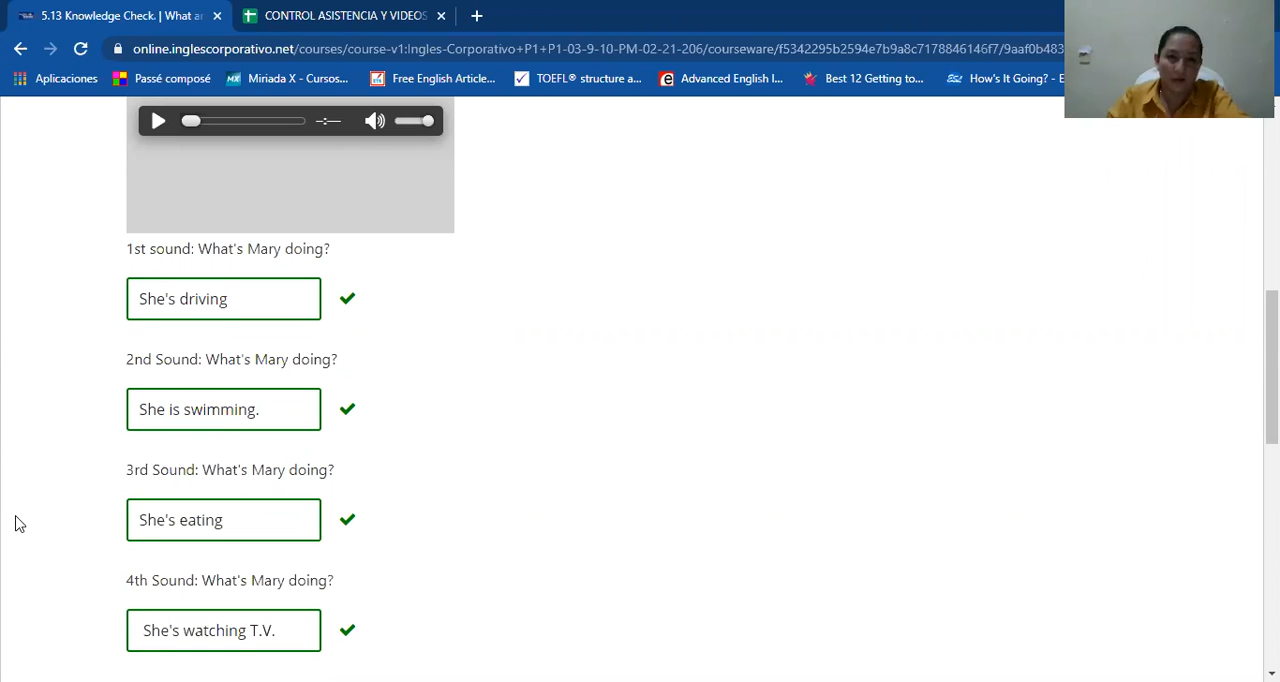 5.13 Knowledge Check. | What ar
CONTROL ASISTENCIA Y VIDEOS
online.inglescorporativo.net/courses/course-v1:Ingles-Corporativo+P1+P1-03-9-10-PM-02-21-206/courseware/f5342295b2594e7b9a8c7178846146f7/9aaf0b483
Aplicaciones
Passé composé
Miriada X - Cursos...
Free English Article...
TOEFL® structure a...
Advanced English l...
Best 12 Getting to...
How's It Going? - E
1st sound: What's Mary doing?
She's driving
2nd Sound: What's Mary doing?
She is swimming.
3rd Sound: What's Mary doing?
She's eating
4th Sound: What's Mary doing?
She's watching T.V.